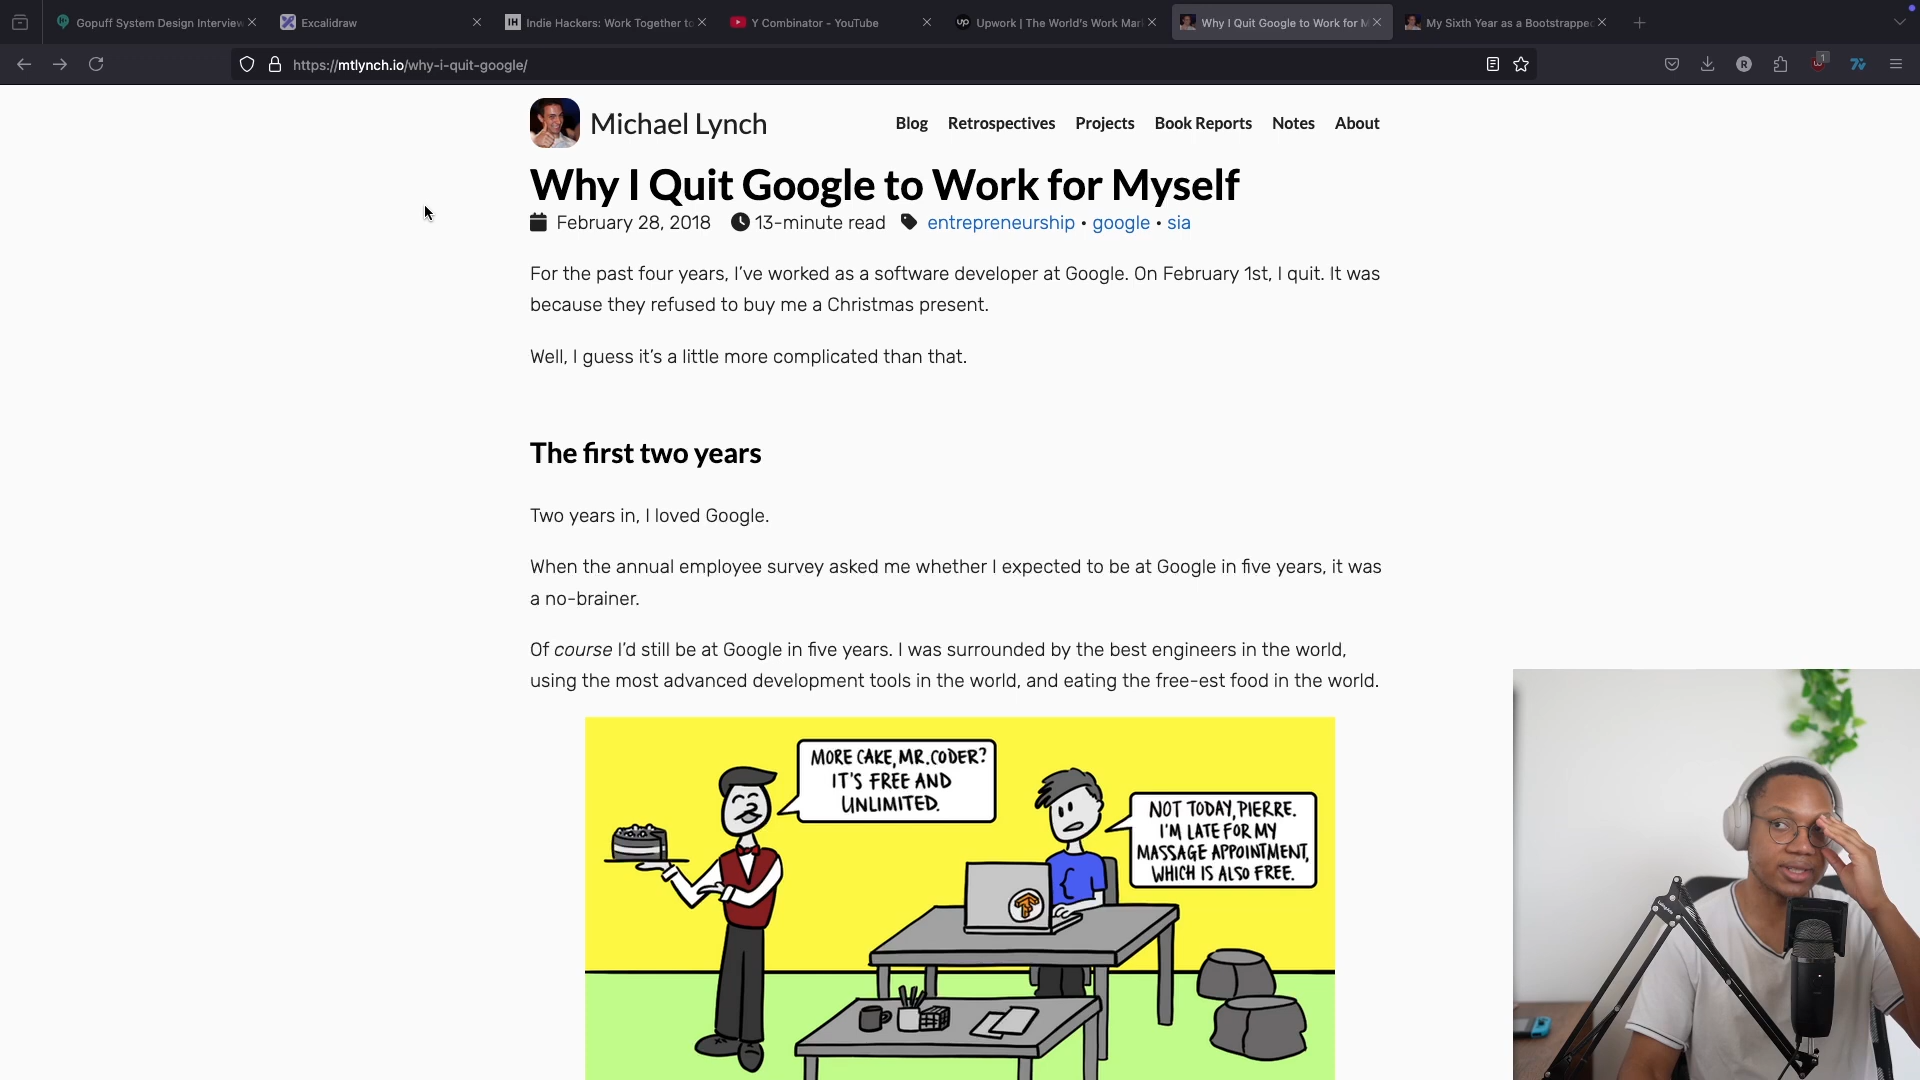 Gopuff System Design Interview
Excalidraw
IH Indie Hackers: Work Together to
Y Combinator - YouTube
up Upwork | The World's Work Mar
Why I Quit Google to Work for M
My Sixth Year as a Bootstrapped
https://mtlynch.io/why-i-quit-google/
R
1
Michael Lynch
Blog Retrospectives Projects Book Reports Notes About
Why I Quit Google to Work for Myself
February 28, 2018 13-minute read entrepreneurship • google • sia
For the past four years, I've worked as a software developer at Google. On February 1st, I quit. It was
because they refused to buy me a Christmas present.
Well, I guess it's a little more complicated than that.
The first two years
Two years in, I loved Google.
When the annual employee survey asked me whether I expected to be at Google in five years, it was
a no-brainer.
Of course I'd still be at Google in five years. I was surrounded by the best engineers in the world,
using the most advanced development tools in the world, and eating the free-est food in the world.
MORE CAKE, MR. CODER?
IT'S FREE AND
UNLIMITED.
NOT TODAY, PIERRE.
I'M LATE FOR MY
MASSAGE APPOINTMENT,
WHICH IS ALSO FREE.